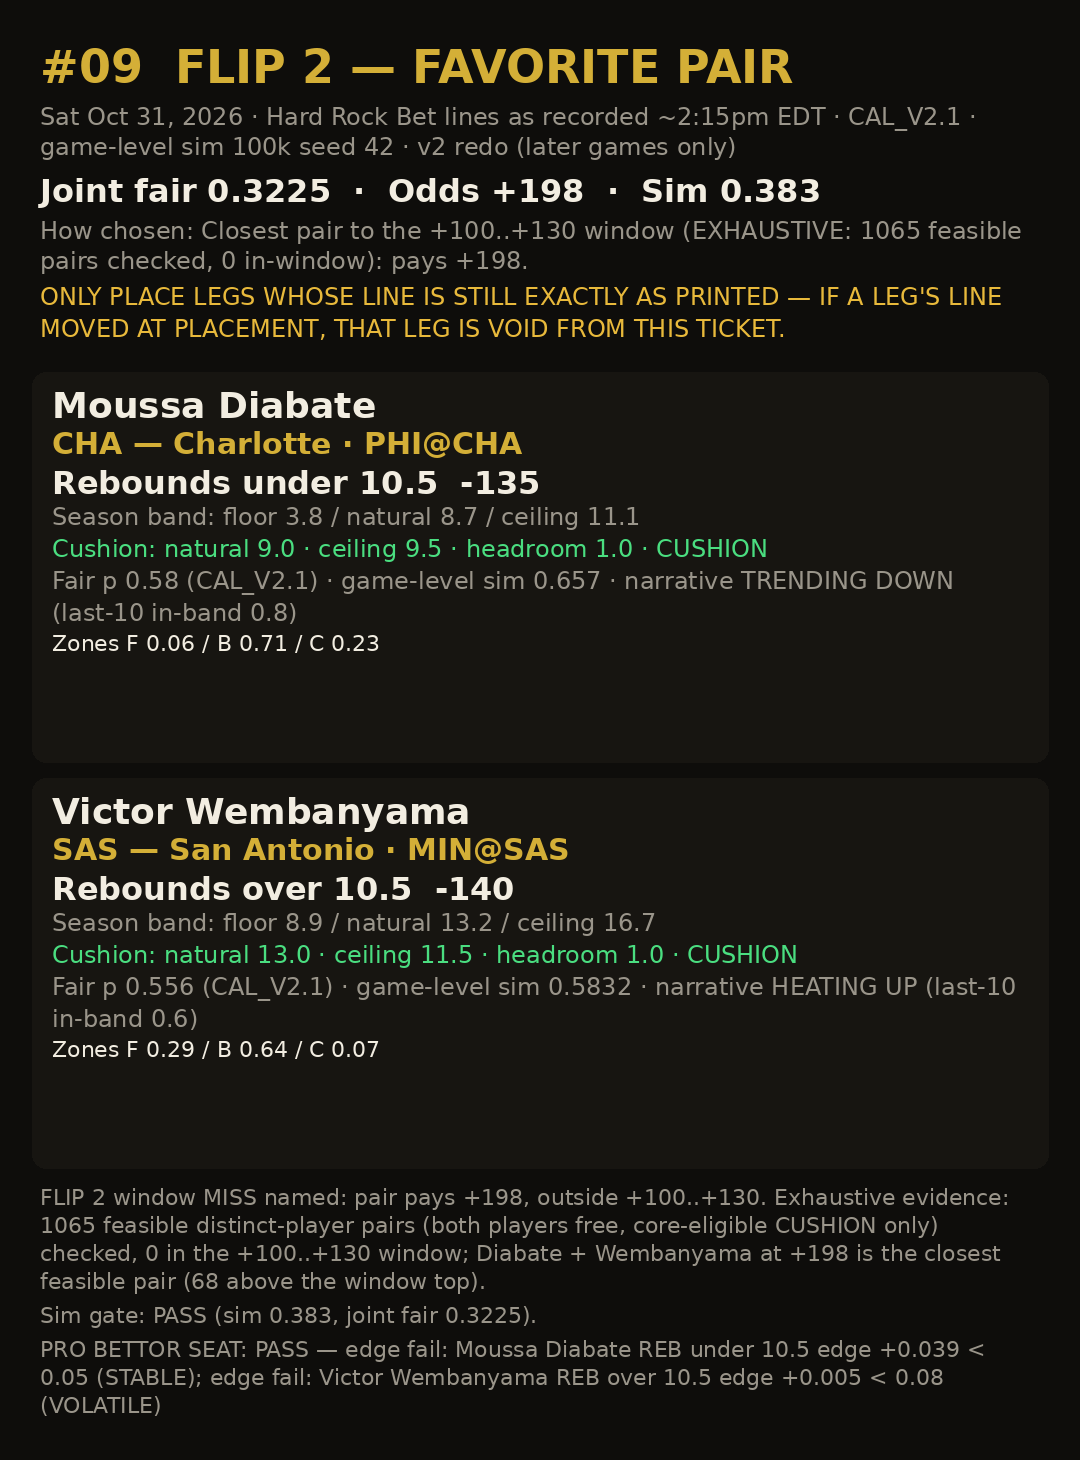 #09  FLIP 2 — FAVORITE PAIR
Sat Oct 31, 2026 · Hard Rock Bet lines as recorded ~2:15pm EDT · CAL_V2.1 ·
game-level sim 100k seed 42 · v2 redo (later games only)
Joint fair 0.3225  ·  Odds +198  ·  Sim 0.383
How chosen: Closest pair to the +100..+130 window (EXHAUSTIVE: 1065 feasible
pairs checked, 0 in-window): pays +198.
ONLY PLACE LEGS WHOSE LINE IS STILL EXACTLY AS PRINTED — IF A LEG'S LINE
MOVED AT PLACEMENT, THAT LEG IS VOID FROM THIS TICKET.
Moussa Diabate
CHA — Charlotte · PHI@CHA
Rebounds under 10.5  -135
Season band: floor 3.8 / natural 8.7 / ceiling 11.1
Cushion: natural 9.0 · ceiling 9.5 · headroom 1.0 · CUSHION
Fair p 0.58 (CAL_V2.1) · game-level sim 0.657 · narrative TRENDING DOWN
(last-10 in-band 0.8)
Zones F 0.06 / B 0.71 / C 0.23
Victor Wembanyama
SAS — San Antonio · MIN@SAS
Rebounds over 10.5  -140
Season band: floor 8.9 / natural 13.2 / ceiling 16.7
Cushion: natural 13.0 · ceiling 11.5 · headroom 1.0 · CUSHION
Fair p 0.556 (CAL_V2.1) · game-level sim 0.5832 · narrative HEATING UP (last-10
in-band 0.6)
Zones F 0.29 / B 0.64 / C 0.07
FLIP 2 window MISS named: pair pays +198, outside +100..+130. Exhaustive evidence:
1065 feasible distinct-player pairs (both players free, core-eligible CUSHION only)
checked, 0 in the +100..+130 window; Diabate + Wembanyama at +198 is the closest
feasible pair (68 above the window top).
Sim gate: PASS (sim 0.383, joint fair 0.3225).
PRO BETTOR SEAT: PASS — edge fail: Moussa Diabate REB under 10.5 edge +0.039 <
0.05 (STABLE); edge fail: Victor Wembanyama REB over 10.5 edge +0.005 < 0.08
(VOLATILE)